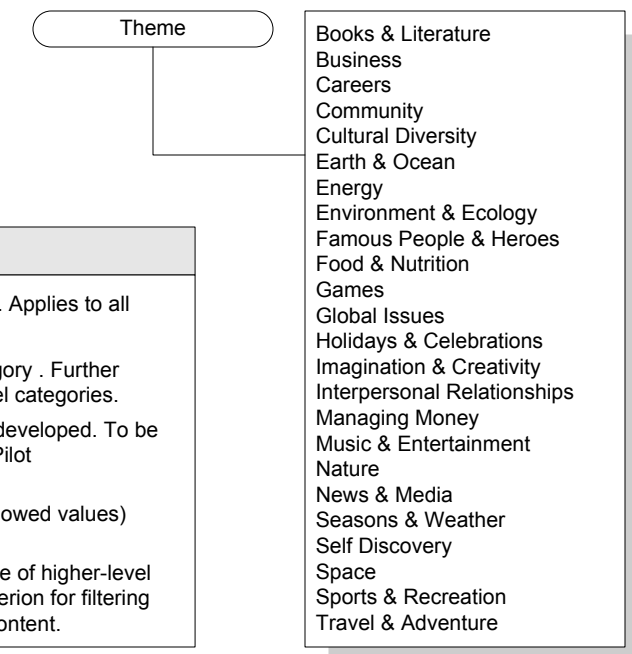 Theme
Books & Literature
Business
Careers
Community
Cultural Diversity
Earth & Ocean
Energy
Environment & Ecology
Famous People & Heroes
Food & Nutrition
Games
Global Issues
Holidays & Celebrations
Imagination & Creativity
Interpersonal Relationships
Managing Money
Music & Entertainment
Nature
News & Media
Seasons & Weather
Self Discovery
Space
Sports & Recreation
Travel & Adventure
. Applies to all
gory . Further
el categories.
developed. To be
Pilot
owed values)
e of higher-level
erion for filtering
ontent.